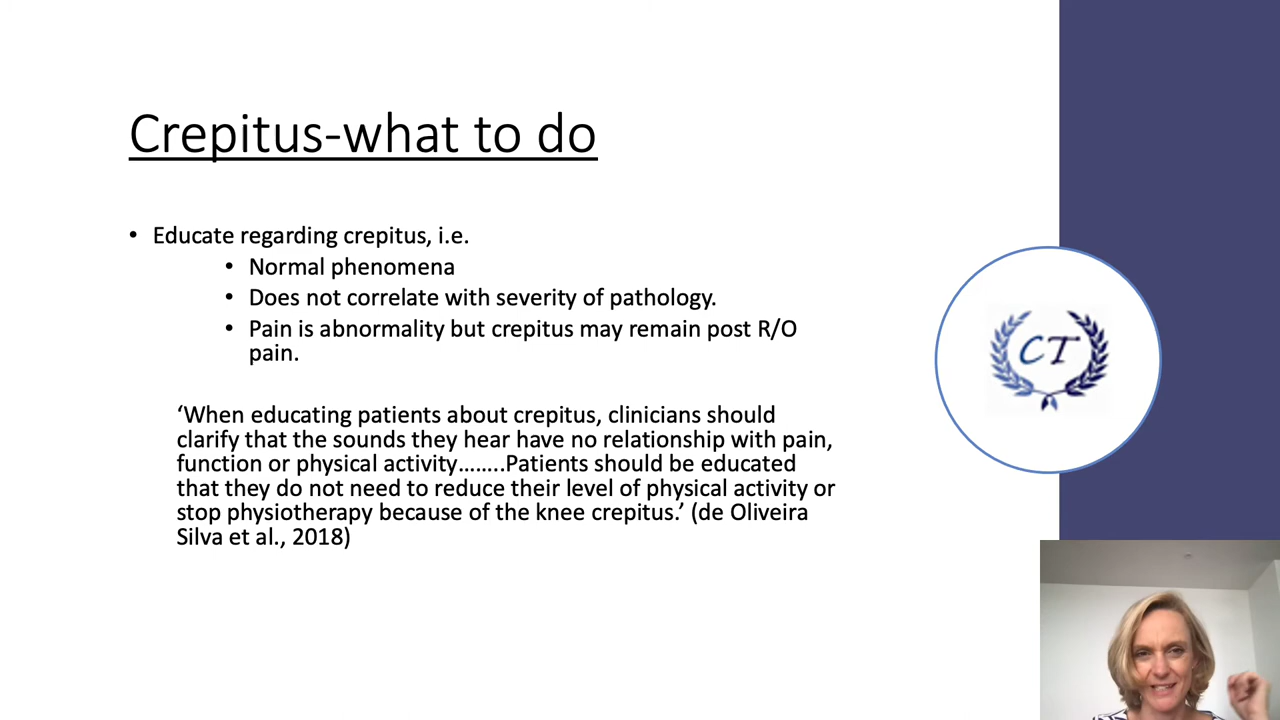 Crepitus-what to do
• Educate regarding crepitus, i.e.
• Normal phenomena
• Does not correlate with severity of pathology.
• Pain is abnormality but crepitus may remain post R/O
pain.
‘When educating patients about crepitus, clinicians should
clarify that the sounds they hear have no relationship with pain,
function or physical activity……..Patients should be educated
that they do not need to reduce their level of physical activity or
stop physiotherapy because of the knee crepitus.’ (de Oliveira
Silva et al., 2018)
CT